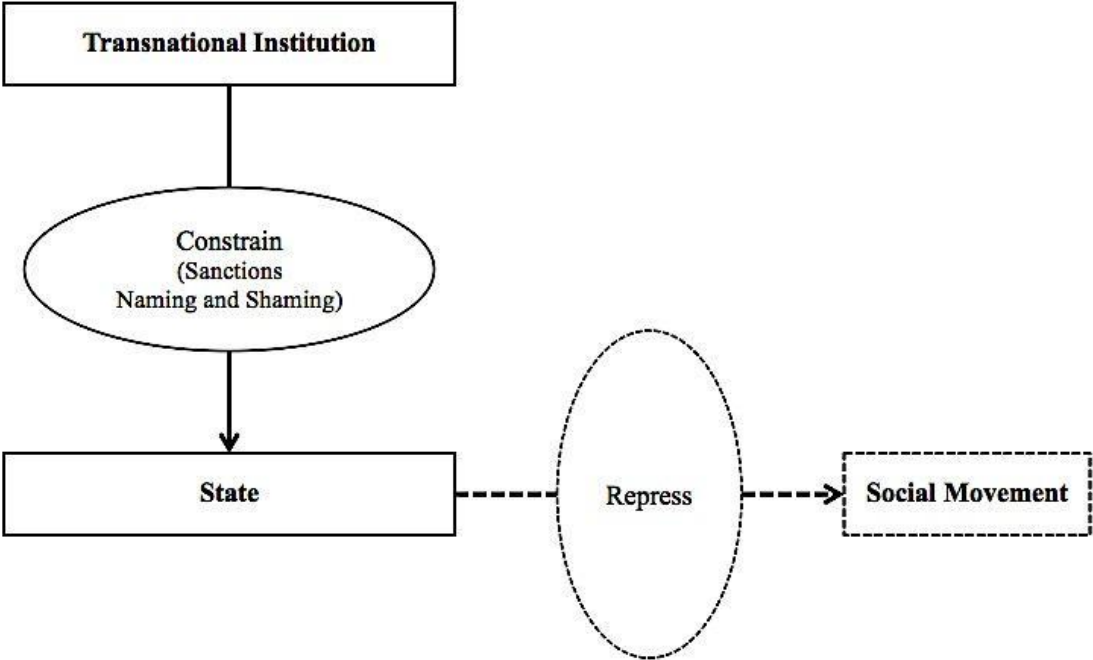 Transnational Institution
Constrain
(Sanctions
Naming and Shaming)
State
Repress
Social Movement